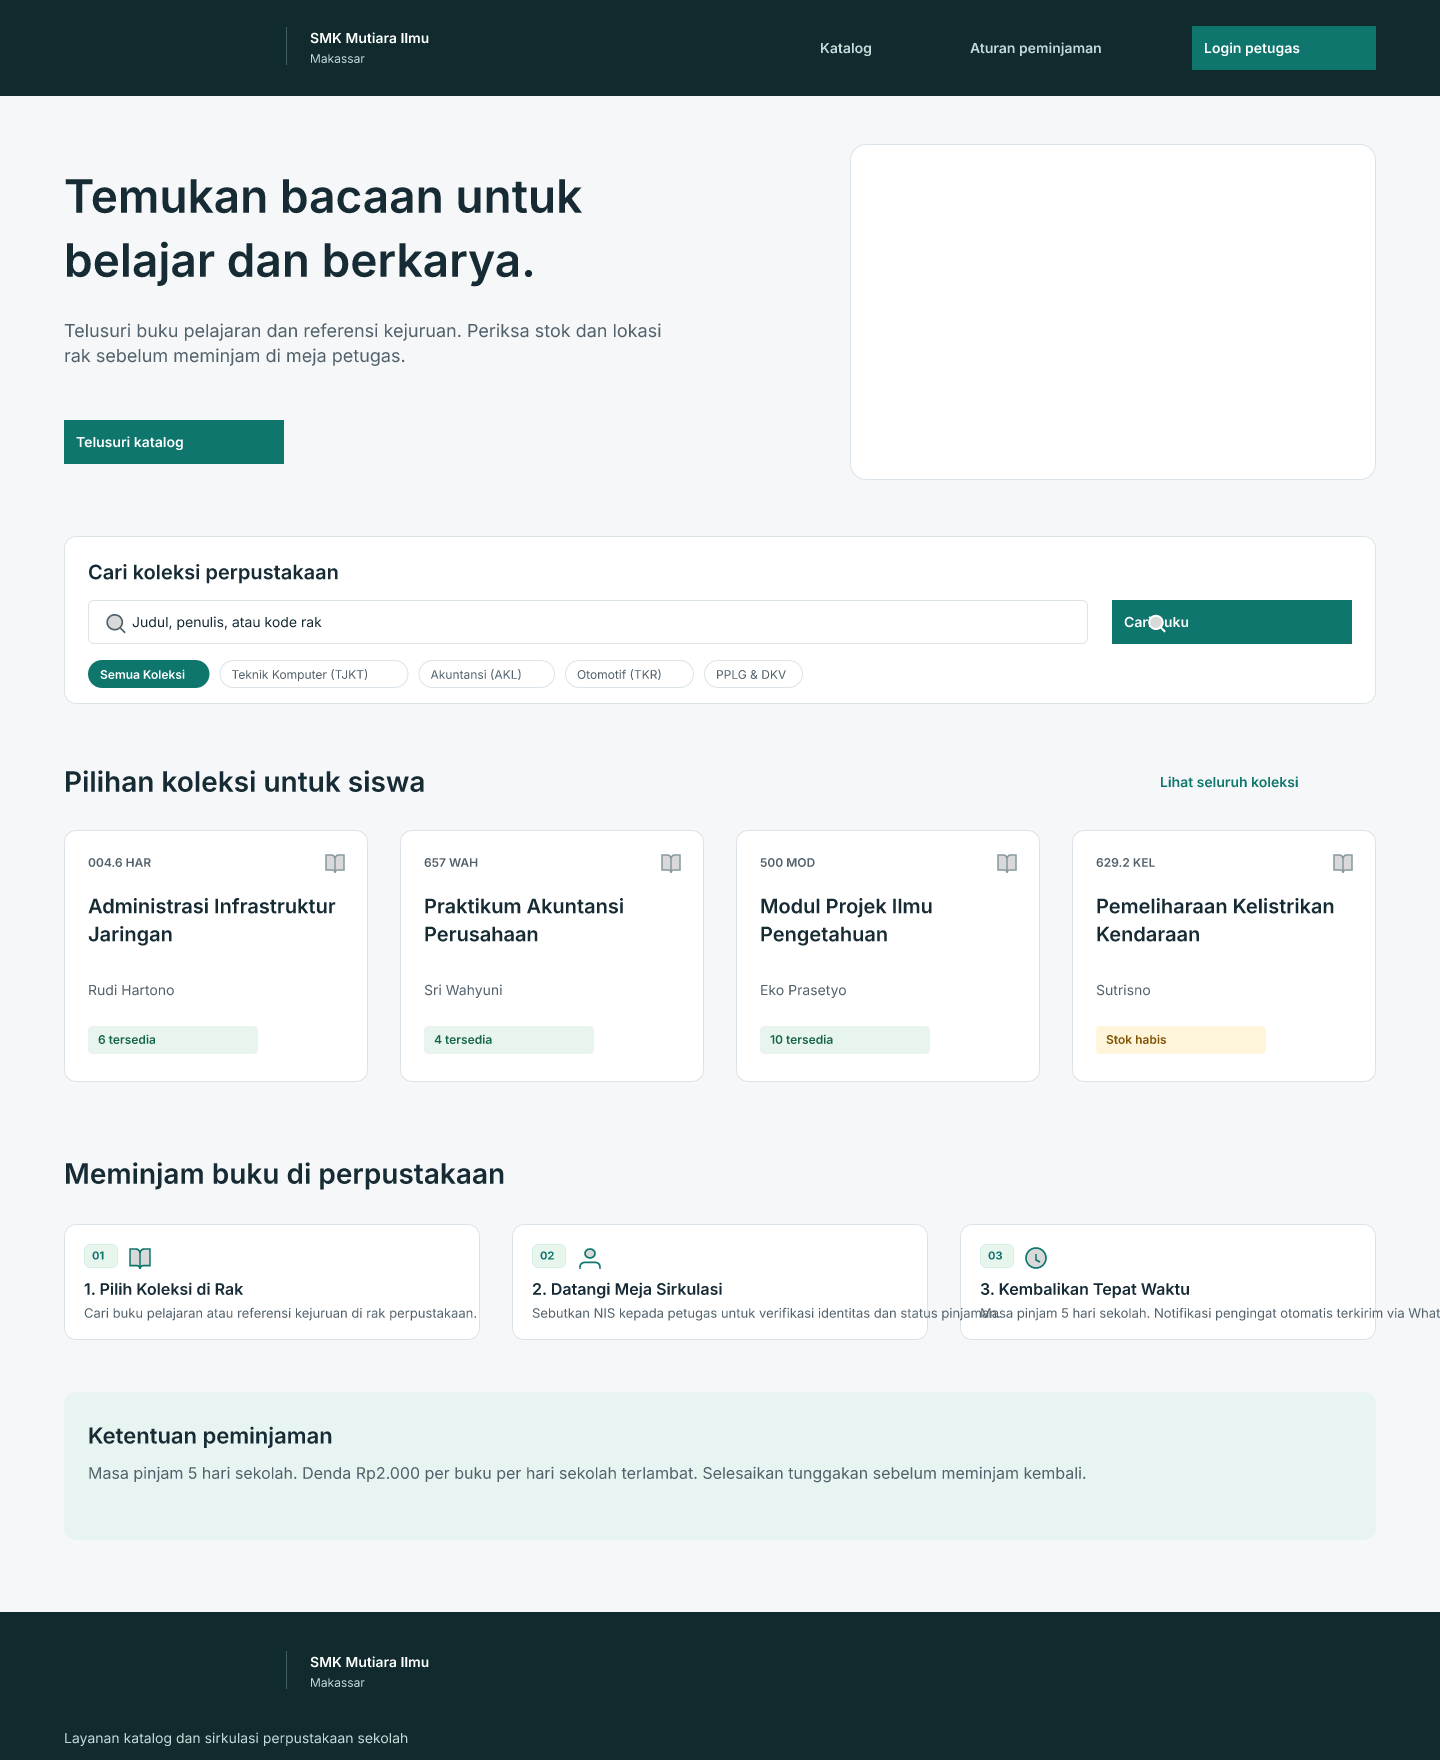 SMK Mutiara Ilmu
Makassar
Katalog
Aturan peminjaman
Login petugas
Temukan bacaan untuk
belajar dan berkarya.
Telusuri buku pelajaran dan referensi kejuruan. Periksa stok dan lokasi
rak sebelum meminjam di meja petugas.
Telusuri katalog
Cari koleksi perpustakaan
Judul, penulis, atau kode rak
Cari buku
Semua Koleksi
Teknik Komputer (TJKT)
Akuntansi (AKL)
Otomotif (TKR)
PPLG & DKV
Pilihan koleksi untuk siswa
Lihat seluruh koleksi
004.6 HAR
Administrasi Infrastruktur
Jaringan
Rudi Hartono
6 tersedia
657 WAH
Praktikum Akuntansi
Perusahaan
Sri Wahyuni
4 tersedia
500 MOD
Modul Projek Ilmu
Pengetahuan
Eko Prasetyo
10 tersedia
629.2 KEL
Pemeliharaan Kelistrikan
Kendaraan
Sutrisno
Stok habis
Meminjam buku di perpustakaan
01
1. Pilih Koleksi di Rak
Cari buku pelajaran atau referensi kejuruan di rak perpustakaan.
02
2. Datangi Meja Sirkulasi
Sebutkan NIS kepada petugas untuk verifikasi identitas dan status pinjaman.
03
3. Kembalikan Tepat Waktu
Masa pinjam 5 hari sekolah. Notifikasi pengingat otomatis terkirim via What
Ketentuan peminjaman
Masa pinjam 5 hari sekolah. Denda Rp2.000 per buku per hari sekolah terlambat. Selesaikan tunggakan sebelum meminjam kembali.
SMK Mutiara Ilmu
Makassar
Layanan katalog dan sirkulasi perpustakaan sekolah